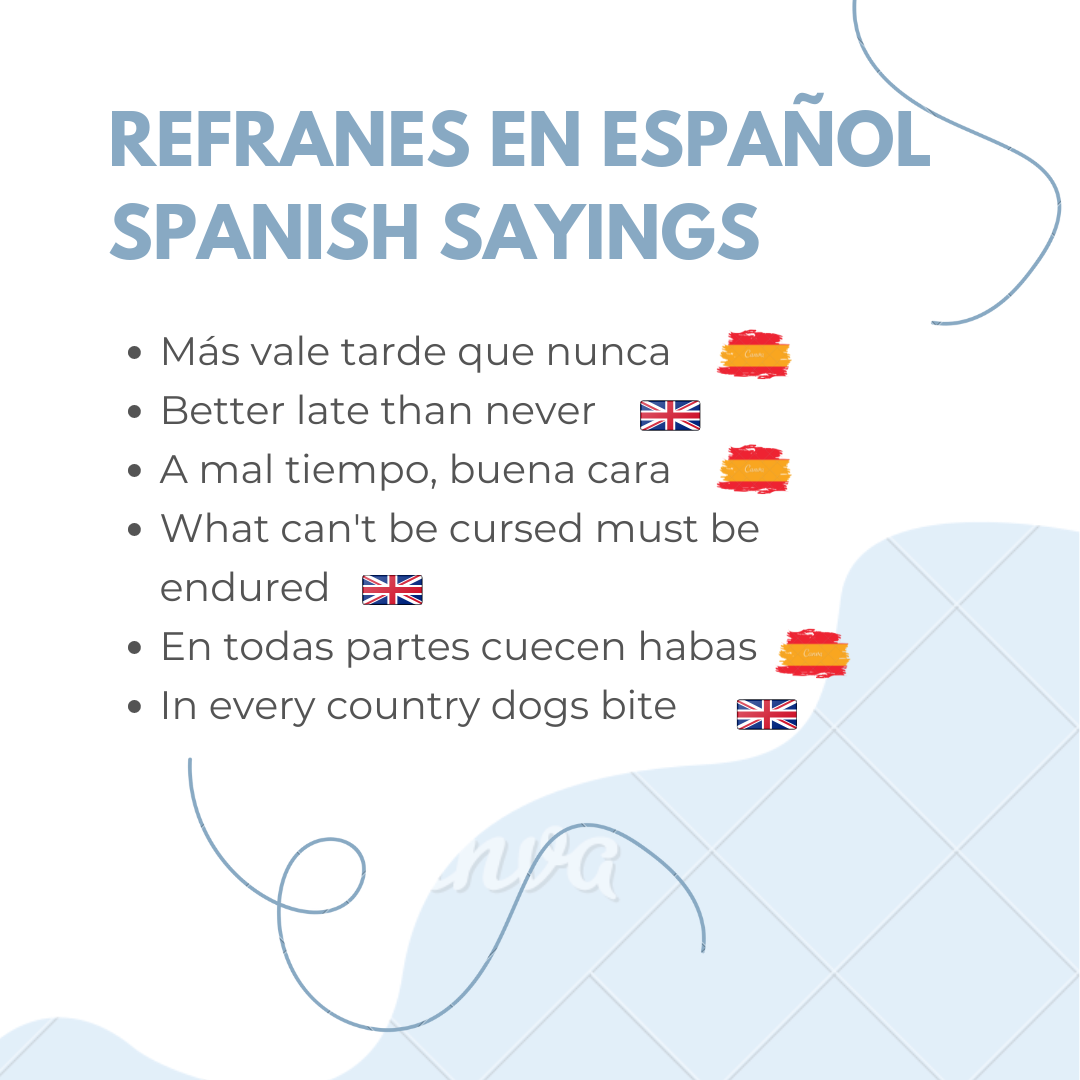 REFRANES EN ESPAÑOL
SPANISH SAYINGS
Más vale tarde que nunca
Better late than never
A mal tiempo, buena cara
What can't be cursed must be
endured
En todas partes cuecen habas
In every country dogs bite